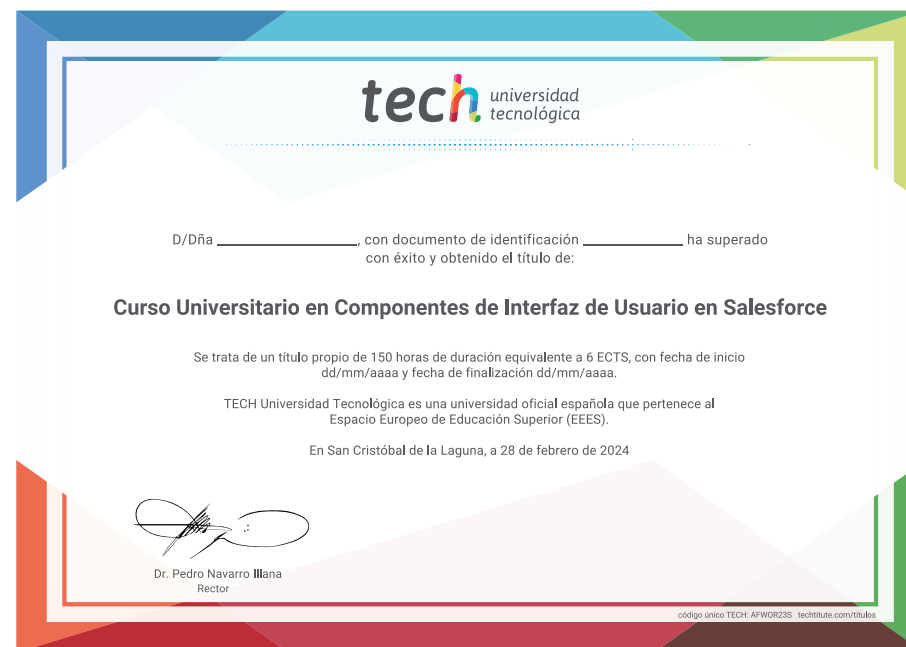 tech universidad
tecnológica
D/Dña ______________, con documento de identificación __________ ha superado
con éxito y obtenido el título de:
Curso Universitario en Componentes de Interfaz de Usuario en Salesforce
Se trata de un título propio de 150 horas de duración equivalente a 6 ECTS, con fecha de inicio
dd/mm/aaaa y fecha de finalización dd/mm/aaaa.
TECH Universidad Tecnológica es una universidad oficial española que pertenece al
Espacio Europeo de Educación Superior (EEES).
En San Cristóbal de la Laguna, a 28 de febrero de 2024
Dr. Pedro Navarro Illana
Rector
código único TECH: AFWOR23S techtitute.com/titulos